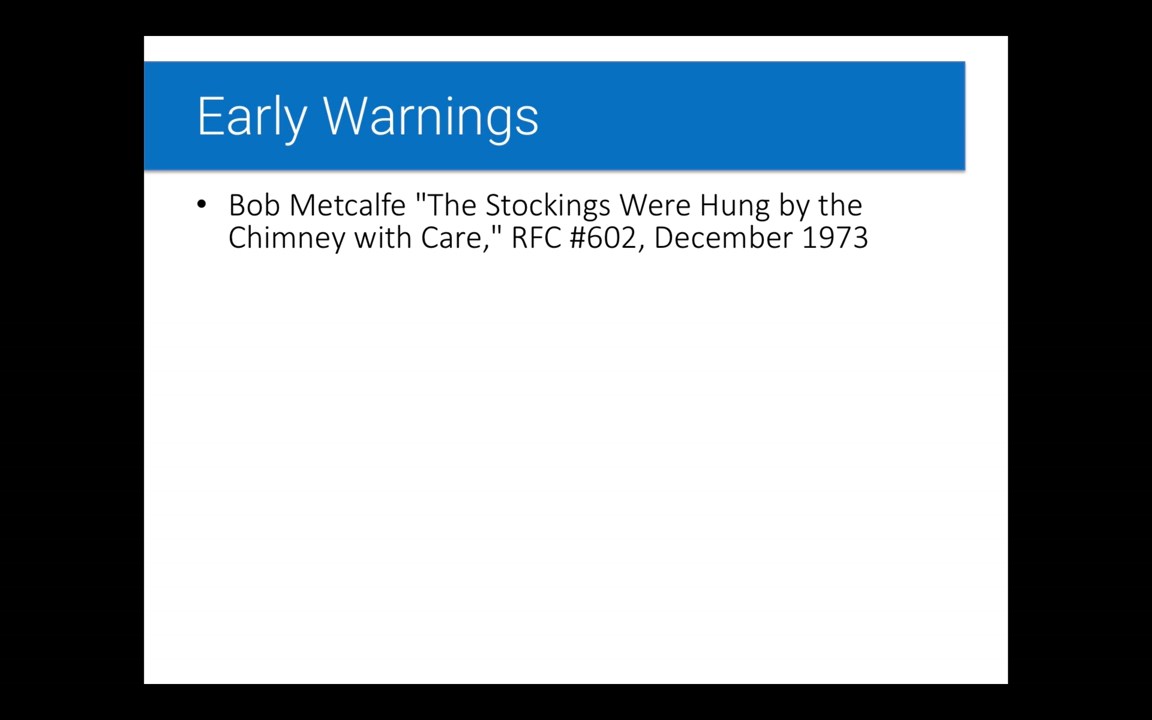 Early Warnings
• Bob Metcalfe "The Stockings Were Hung by the
Chimney with Care," RFC #602, December 1973